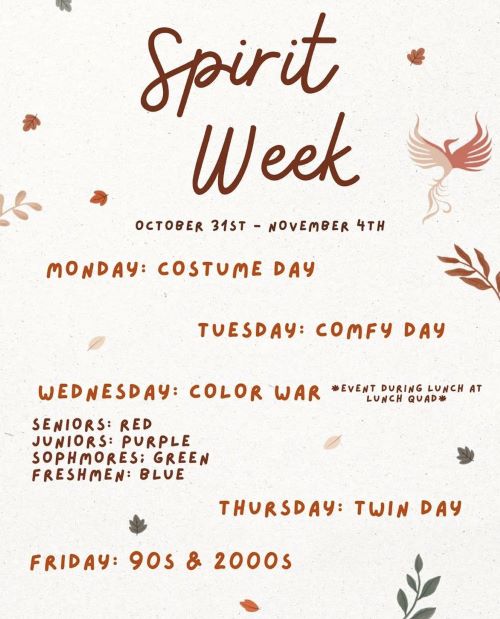 Spirit
Week
OCTOBER 31ST - NOVEMBER 4TH
MONDAY: COSTUME DAY
TUESDAY: COMFY DAY
WEDNESDAY: COLOR WAR
*EVENT DURING LUNCH AT
LUNCH QUAD*
SENIORS: RED
JUNIORS: PURPLE
SOPHMORES; GREEN
FRESHMEN: BLUE
THURSDAY: TWIN DAY
FRIDAY: 90S & 2000S